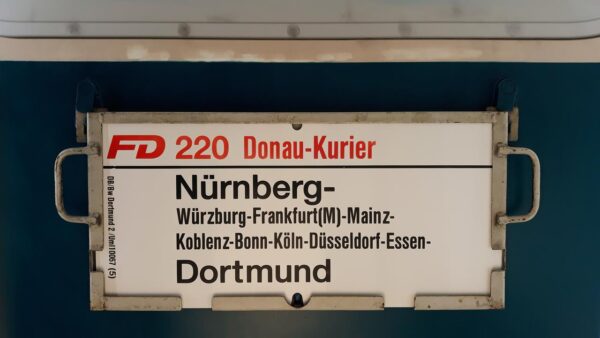 FD 220 Donau-Kurier
Nürnberg-
Würzburg-Frankfurt(M)-Mainz-
Koblenz-Bonn-Köln-Düsseldorf-Essen-
Dortmund